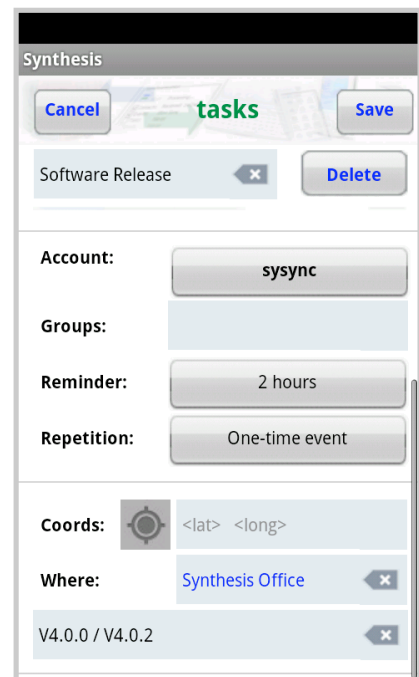 Synthesis
Cancel tasks Save
Software Release Delete
Account: sysync
Groups:
Reminder: 2 hours
Repetition: One-time event
Coords: <lat> <long>
Where: Synthesis Office
V4.0.0 / V4.0.2